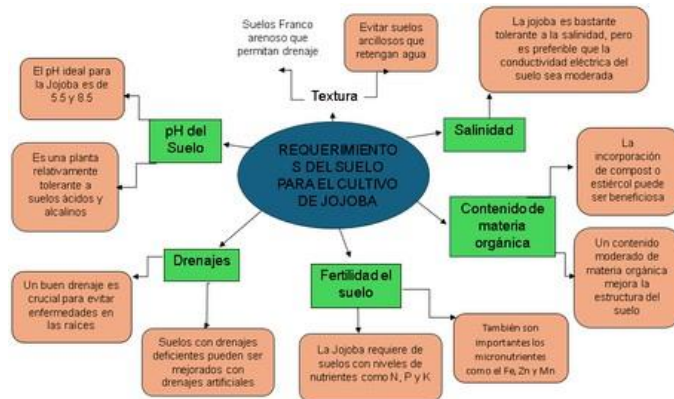 Suelos Franco
arenoso que
permitan drenaje
Evitar suelos
arcillosos que
retengan agua
Textura
La jojoba es bastante
tolerante a la salinidad, pero
es preferible que la
conductividad eléctrica del
suelo sea moderada
Salinidad
El pH ideal para
la Jojoba es de
5.5 y 8.5
pH del
Suelo
Es una planta
relativamente
tolerante a
suelos ácidos y
alcalinos
REQUERIMIENTO
S DEL SUELO
PARA EL CULTIVO
DE JOJOBA
La
incorporación
de compost o
estiércol puede
ser beneficiosa
Contenido de
materia
orgánica
Un contenido
moderado de
materia orgánica
mejora la
estructura del
suelo
Drenajes
Un buen drenaje es
crucial para evitar
enfermedades en
las raíces
Suelos con drenajes
deficientes pueden ser
mejorados con
drenajes artificiales
Fertilidad el
suelo
La Jojoba requiere de
suelos con niveles de
nutrientes como N, P y K
También son
importantes los
micronutrientes
como el Fe, Zn y Mn